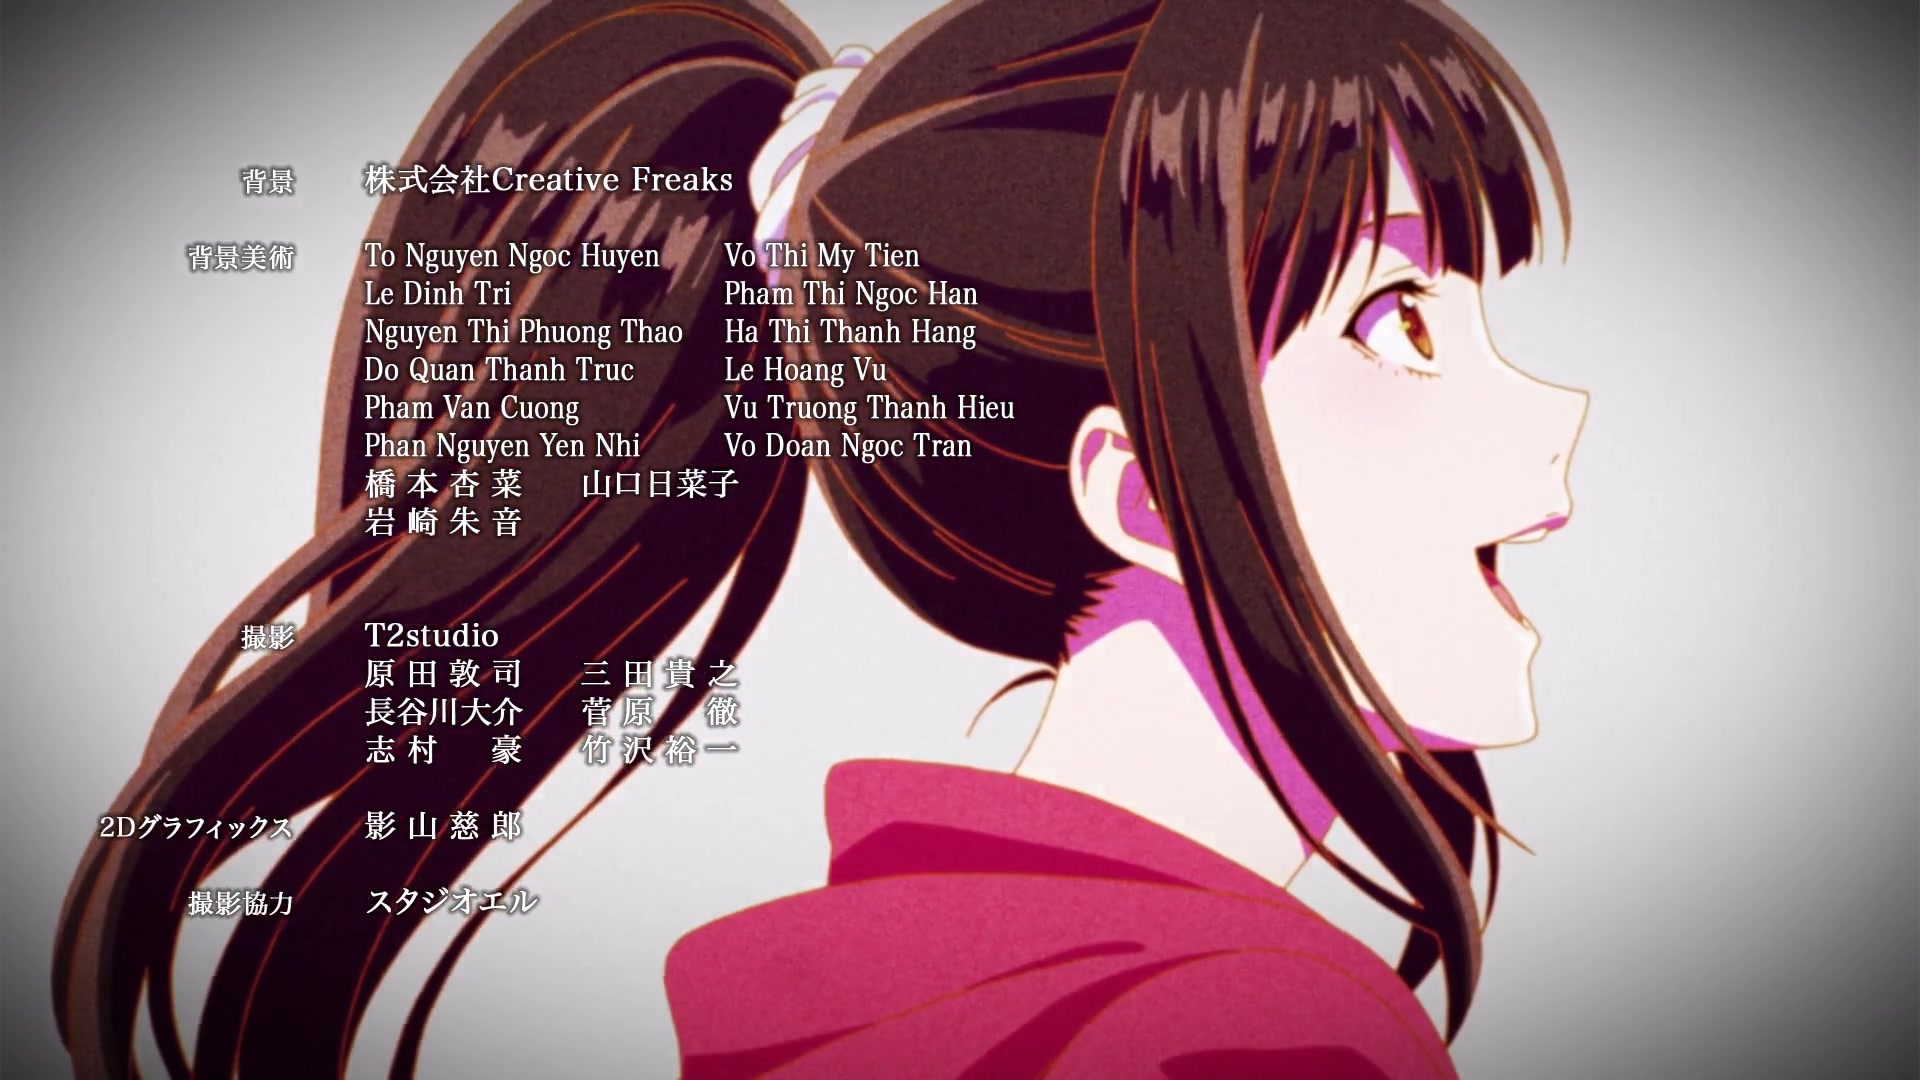 背景 株式会社Creative Freaks
背景美術 To Nguyen Ngoc Huyen Vo Thi My Tien
Le Dinh Tri Pham Thi Ngoc Han
Nguyen Thi Phuong Thao Ha Thi Thanh Hang
Do Quan Thanh Truc Le Hoang Vu
Pham Van Cuong Vu Truong Thanh Hieu
Phan Nguyen Yen Nhi Vo Doan Ngoc Tran
橋本杏菜 山口日菜子
岩崎朱音
撮影 T2studio
原田敦司 三田貴之
長谷川大介 菅原徹
志村豪 竹沢裕一
2Dグラフィックス 影山慈郎
撮影協力 スタジオエル